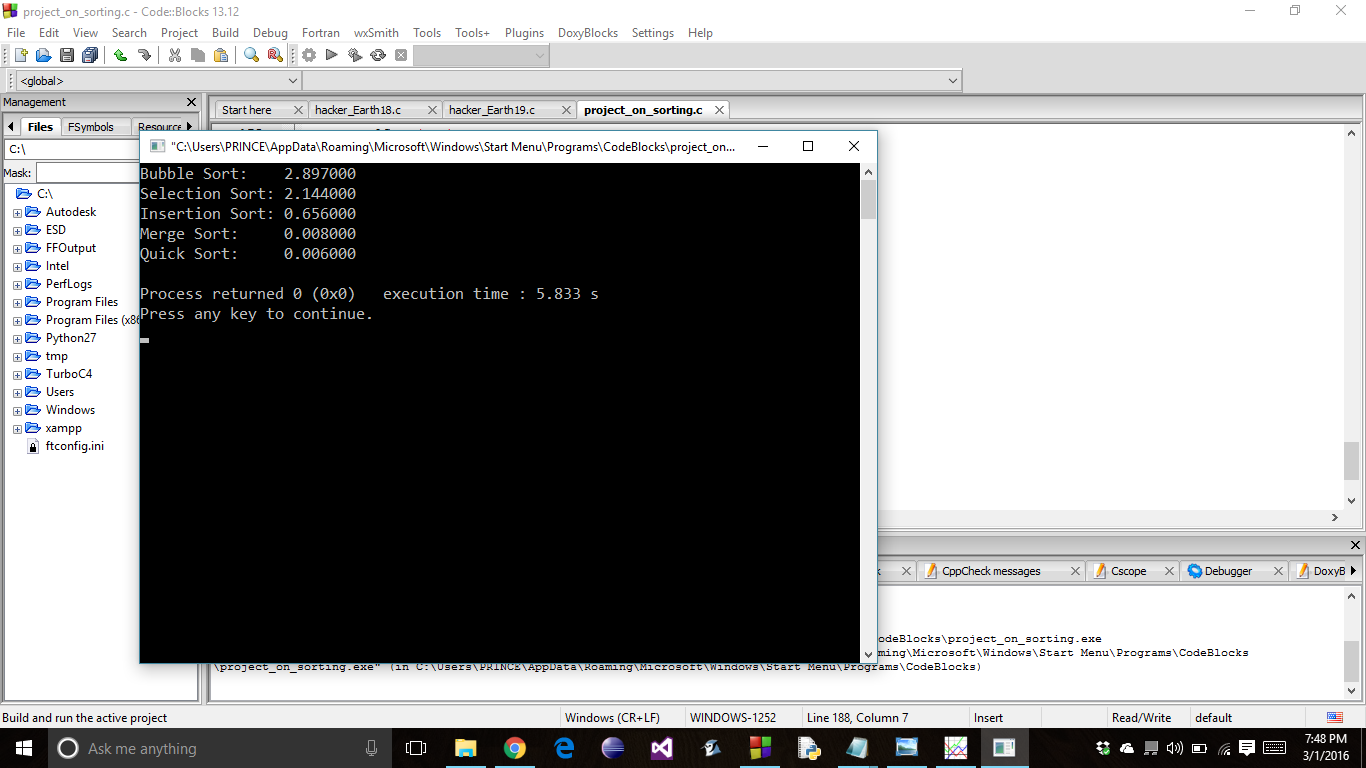 project_on_sorting.c - Code::Blocks 13.12
File Edit View Search Project Build Debug Fortran wxSmith Tools Tools+ Plugins DoxyBlocks Settings Help
<global>
Management
Start here hacker_Earth18.c hacker_Earth19.c project_on_sorting.c
Files FSymbols Resource
C:\
Mask:
C:\
Autodesk
ESD
FFOutput
Intel
PerfLogs
Program Files
Program Files (x86
Python27
tmp
TurboC4
Users
Windows
xampp
ftconfig.ini
"C:\Users\PRINCE\AppData\Roaming\Microsoft\Windows\Start Menu\Programs\CodeBlocks\project_on...
Bubble Sort: 2.897000
Selection Sort: 2.144000
Insertion Sort: 0.656000
Merge Sort: 0.008000
Quick Sort: 0.006000
Process returned 0 (0x0) execution time : 5.833 s
Press any key to continue.
CppCheck messages Cscope Debugger DoxyB
odeBlocks\project_on_sorting.exe
ming\Microsoft\Windows\Start Menu\Programs\CodeBlocks
\project_on_sorting.exe" (in C:\Users\PRINCE\AppData\Roaming\Microsoft\Windows\Start Menu\Programs\CodeBlocks)
Build and run the active project Windows (CR+LF) WINDOWS-1252 Line 188, Column 7 Insert Read/Write default
Ask me anything
7:48 PM
3/1/2016